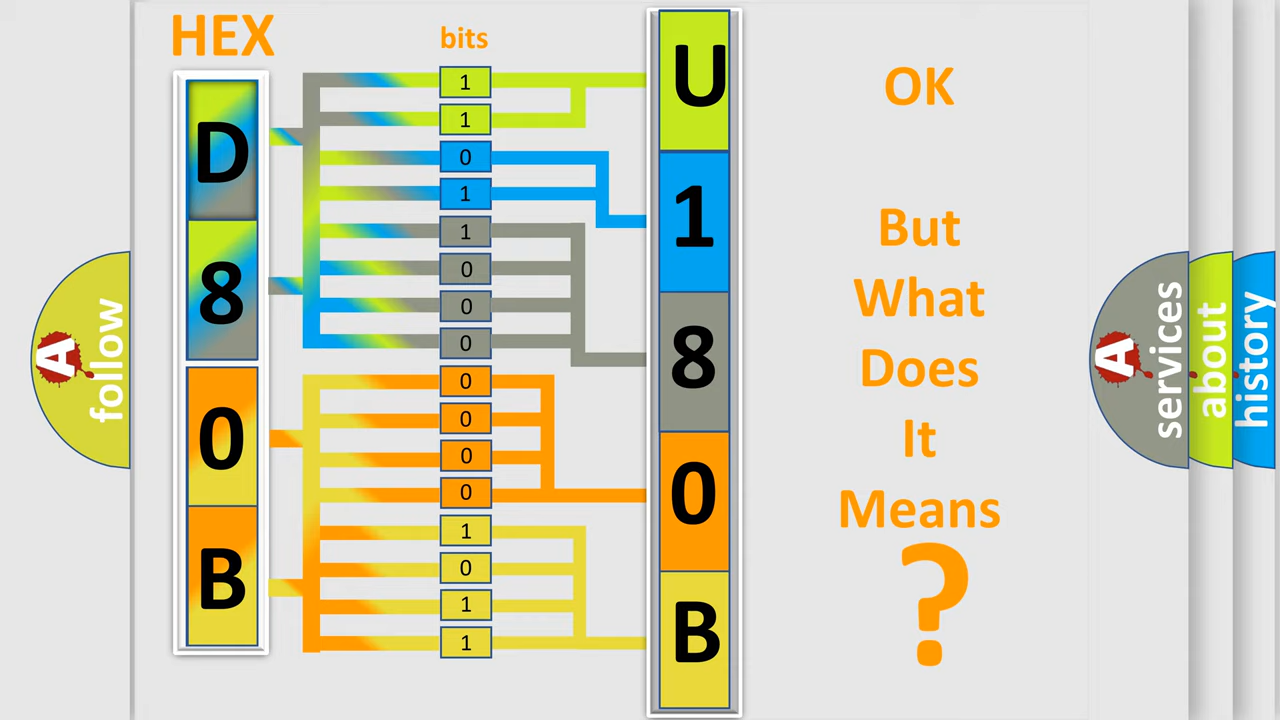 HEX
bits
D
8
0
B
1
1
0
1
1
0
0
0
0
0
0
0
1
0
1
1
U
1
8
0
B
OK
But
What
Does
It
Means
?
A
follow
A
services
about
history